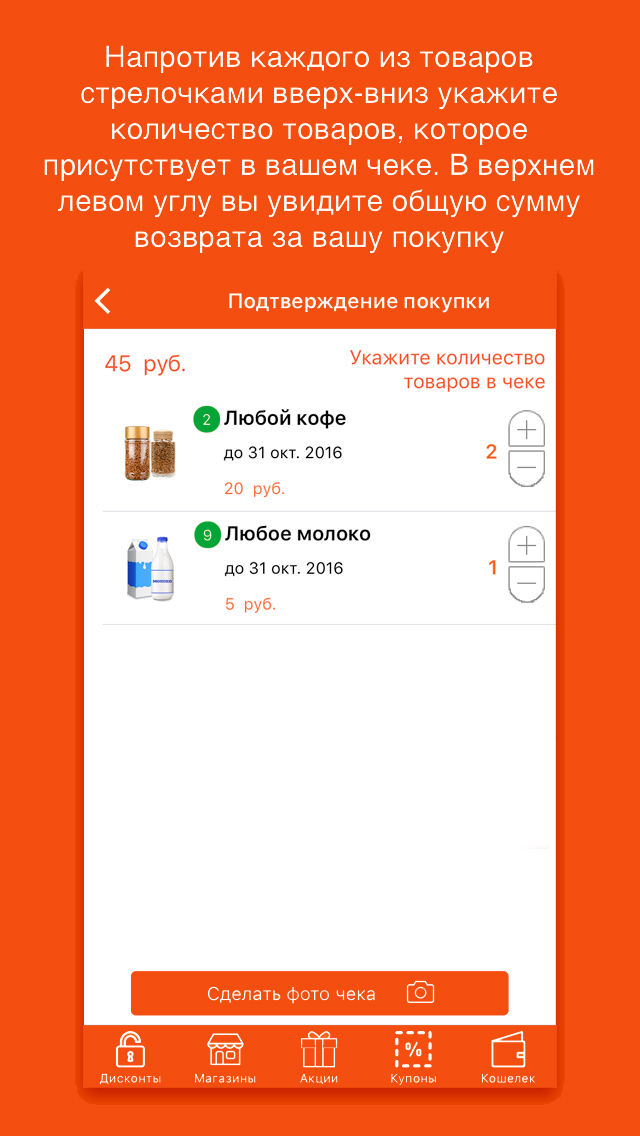 Напротив каждого из товаров
стрелочками вверх-вниз укажите
количество товаров, которое
присутствует в вашем чеке. В верхнем
левом углу вы увидите общую сумму
возврата за вашу покупку
Подтверждение покупки
45 руб.
Укажите количество
товаров в чеке
2 Любой кофе
до 31 окт. 2016
2
20 руб.
9 Любое молоко
до 31 окт. 2016
1
5 руб.
Сделать фото чека
%
Дисконты Магазины Акции Купоны Кошелек